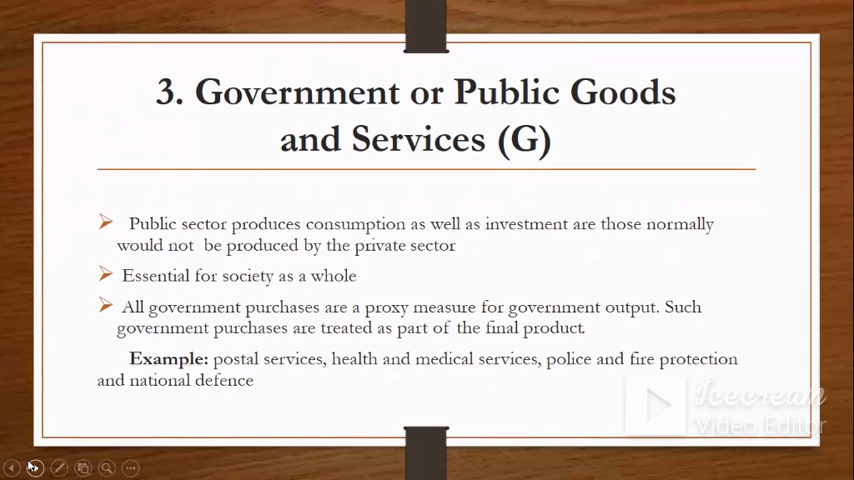 3. Government or Public Goods
and Services (G)
Public sector produces consumption as well as investment are those normally
would not be produced by the private sector
Essential for society as a whole
All government purchases are a proxy measure for government output. Such
government purchases are treated as part of the final product.
Example: postal services, health and medical services, police and fire protection
and national defence
Icecream
Video Editor